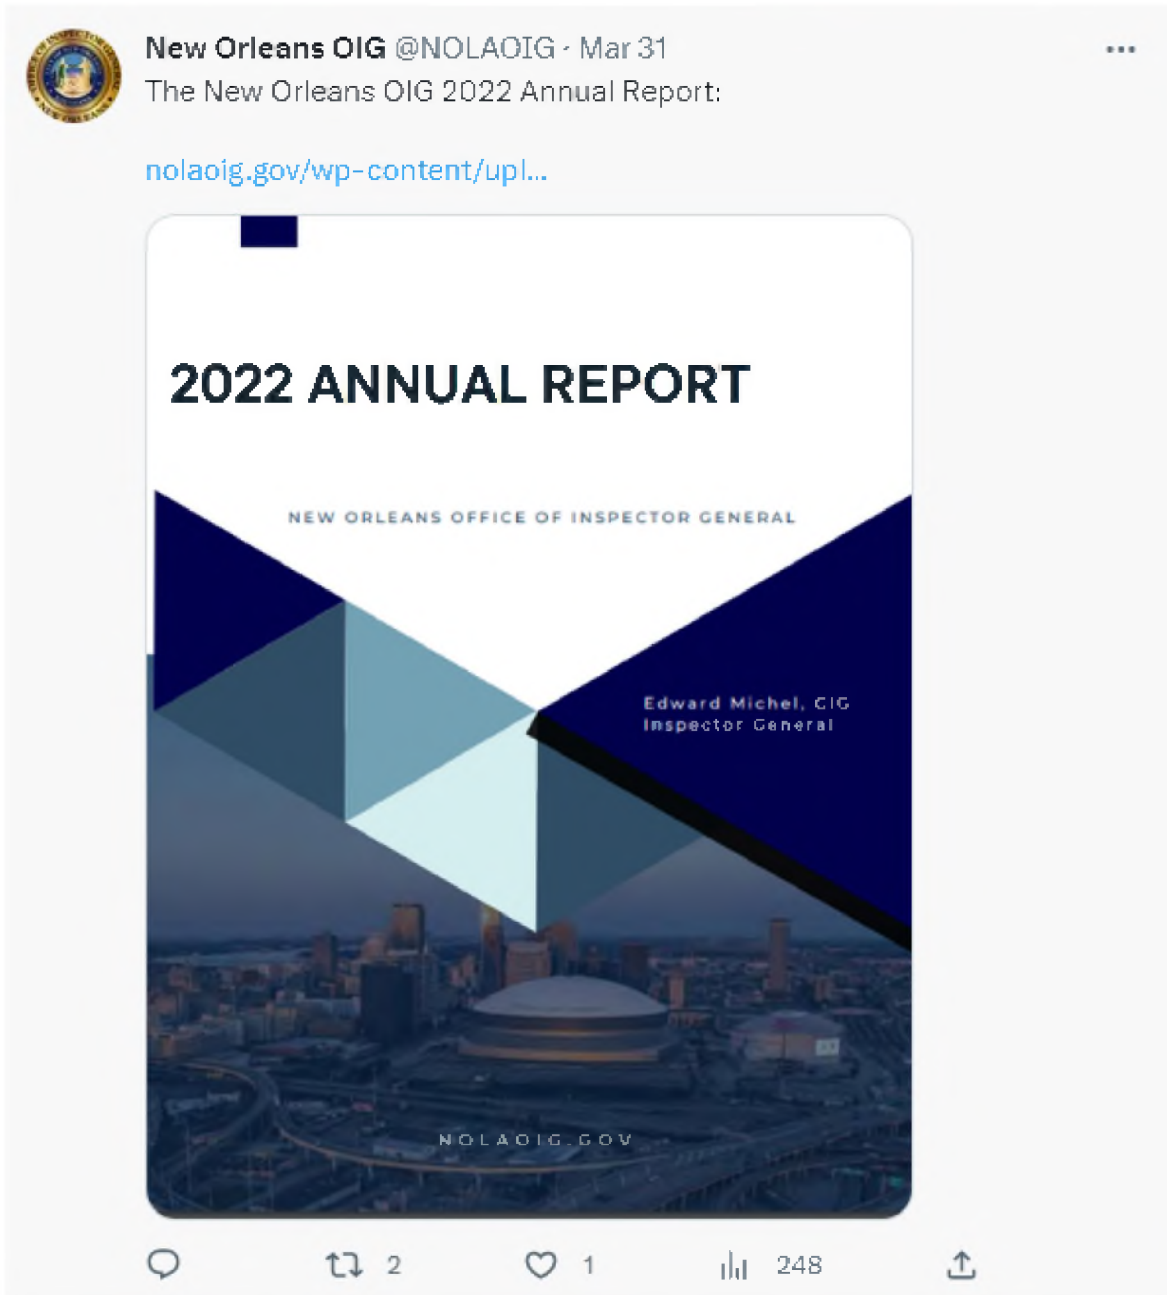 New Orleans OIG @NOLAOIG · Mar 31
The New Orleans OIG 2022 Annual Report:
nolaoig.gov/wp-content/upl...
2022 ANNUAL REPORT
NEW ORLEANS OFFICE OF INSPECTOR GENERAL
Edward Michel, CIG
Inspector General
NOLAOIG.GOV
2 1 248